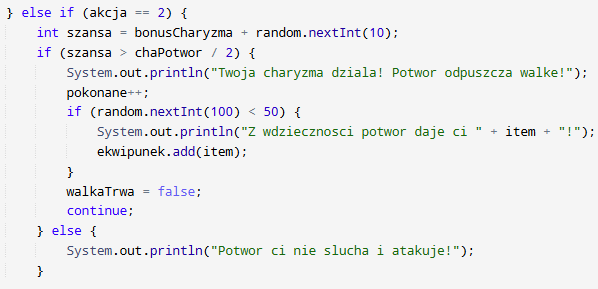 } else if (akcja == 2) {
    int szansa = bonusCharyzma + random.nextInt(10);
    if (szansa > chaPotwor / 2) {
        System.out.println("Twoja charyzma dziala! Potwor odpuszcza walke!");
        pokonane++;
        if (random.nextInt(100) < 50) {
            System.out.println("Z wdziecznosci potwor daje ci " + item + "!");
            ekwipunek.add(item);
        }
        walkaTrwa = false;
        continue;
    } else {
        System.out.println("Potwor ci nie slucha i atakuje!");
    }